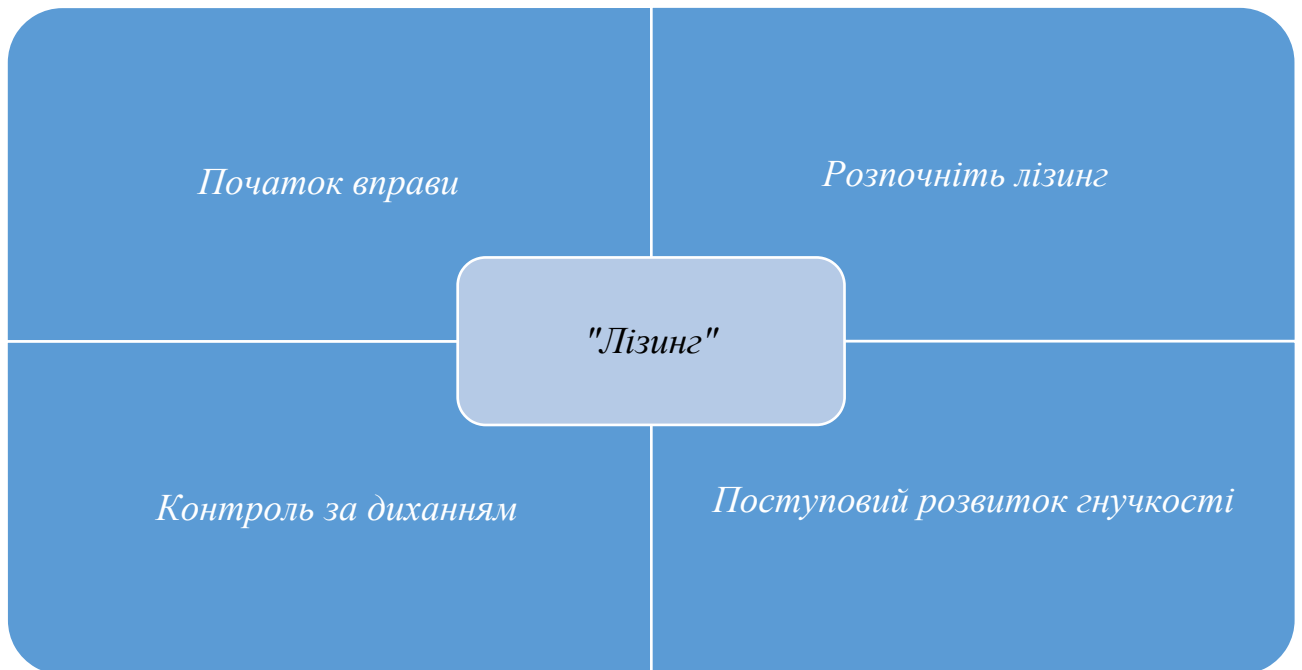 Початок вправи
Розпочніть лізинг
"Лізинг"
Контроль за диханням
Поступовий розвиток гнучкості